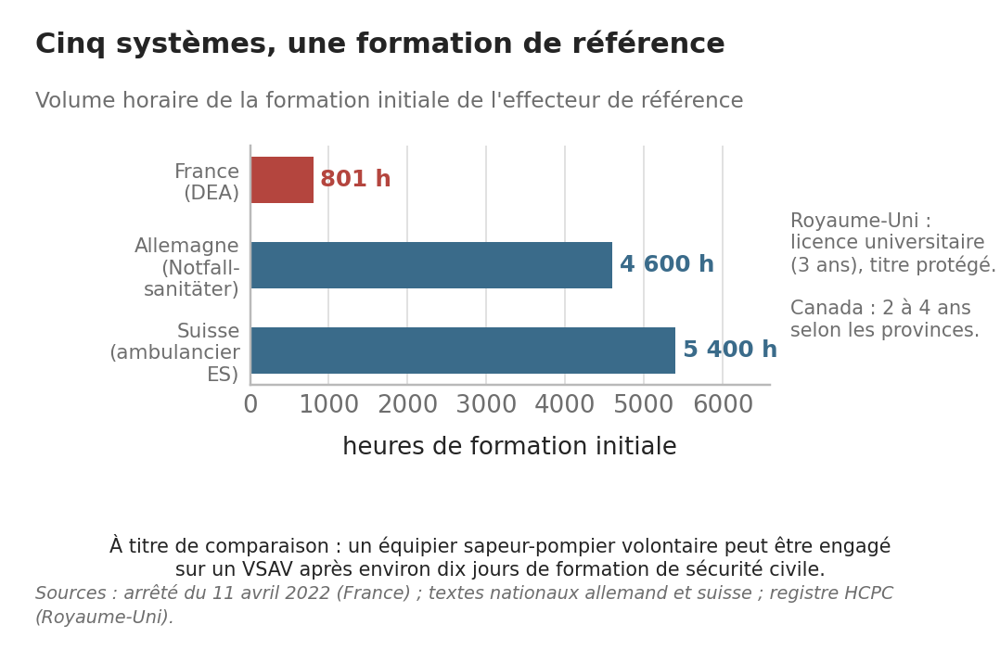 Cinq systèmes, une formation de référence
Volume horaire de la formation initiale de l'effecteur de référence
France
(DEA)
801 h
Allemagne
(Notfall-
sanitäter)
4 600 h
Suisse
(ambulancier
ES)
5 400 h
Royaume-Uni :
licence universitaire
(3 ans), titre protégé.
Canada : 2 à 4 ans
selon les provinces.
0 1000 2000 3000 4000 5000 6000
heures de formation initiale
À titre de comparaison : un équipier sapeur-pompier volontaire peut être engagé
sur un VSAV après environ dix jours de formation de sécurité civile.
Sources : arrêté du 11 avril 2022 (France) ; textes nationaux allemand et suisse ; registre HCPC
(Royaume-Uni).